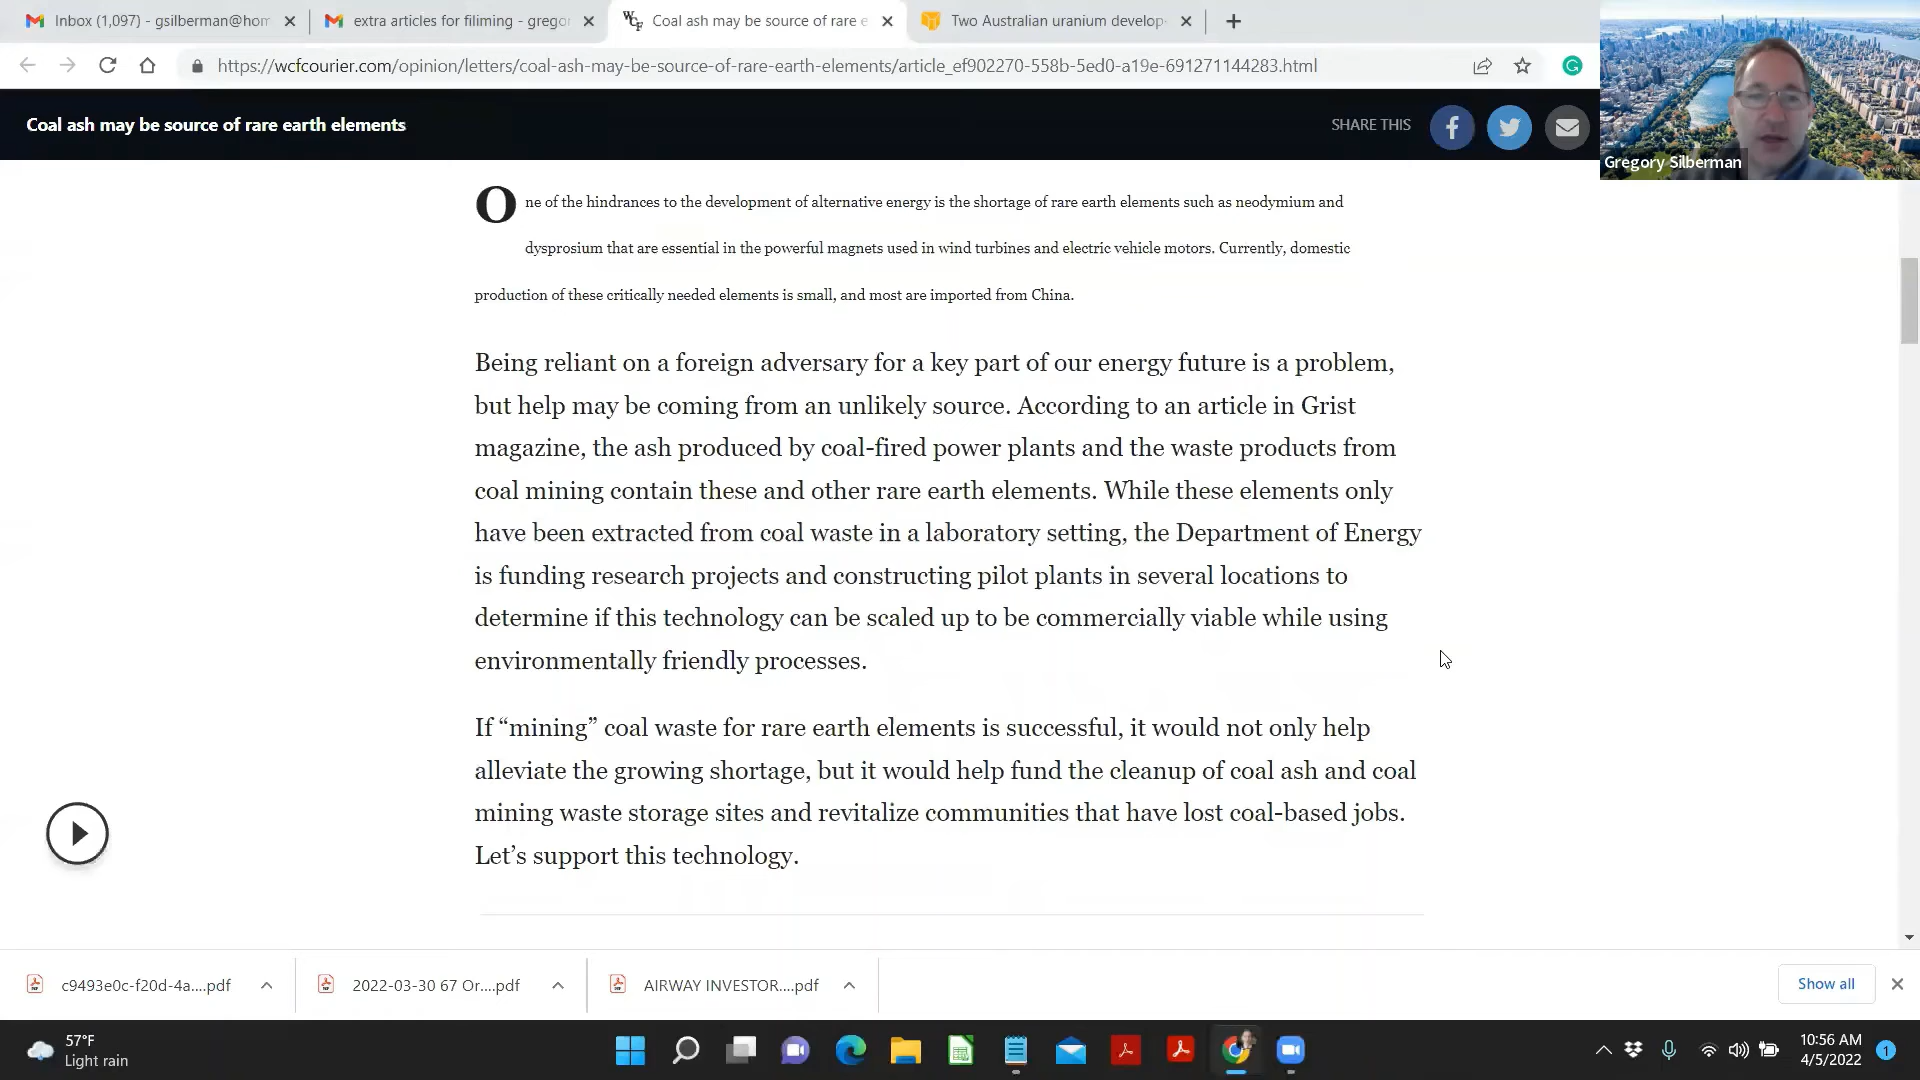 Inbox (1,097) - gsilberman@hom
extra articles for filiming - grego
Coal ash may be source of rare e
Two Australian uranium develop
https://wcfcourier.com/opinion/letters/coal-ash-may-be-source-of-rare-earth-elements/article_ef902270-558b-5ed0-a19e-691271144283.html
Coal ash may be source of rare earth elements
SHARE THIS
Gregory Silberman
One of the hindrances to the development of alternative energy is the shortage of rare earth elements such as neodymium and
dysprosium that are essential in the powerful magnets used in wind turbines and electric vehicle motors. Currently, domestic
production of these critically needed elements is small, and most are imported from China.
Being reliant on a foreign adversary for a key part of our energy future is a problem,
but help may be coming from an unlikely source. According to an article in Grist
magazine, the ash produced by coal-fired power plants and the waste products from
coal mining contain these and other rare earth elements. While these elements only
have been extracted from coal waste in a laboratory setting, the Department of Energy
is funding research projects and constructing pilot plants in several locations to
determine if this technology can be scaled up to be commercially viable while using
environmentally friendly processes.
If “mining” coal waste for rare earth elements is successful, it would not only help
alleviate the growing shortage, but it would help fund the cleanup of coal ash and coal
mining waste storage sites and revitalize communities that have lost coal-based jobs.
Let’s support this technology.
c9493e0c-f20d-4a....pdf
2022-03-30 67 Or....pdf
AIRWAY INVESTOR....pdf
Show all
57°F
Light rain
10:56 AM
4/5/2022
1